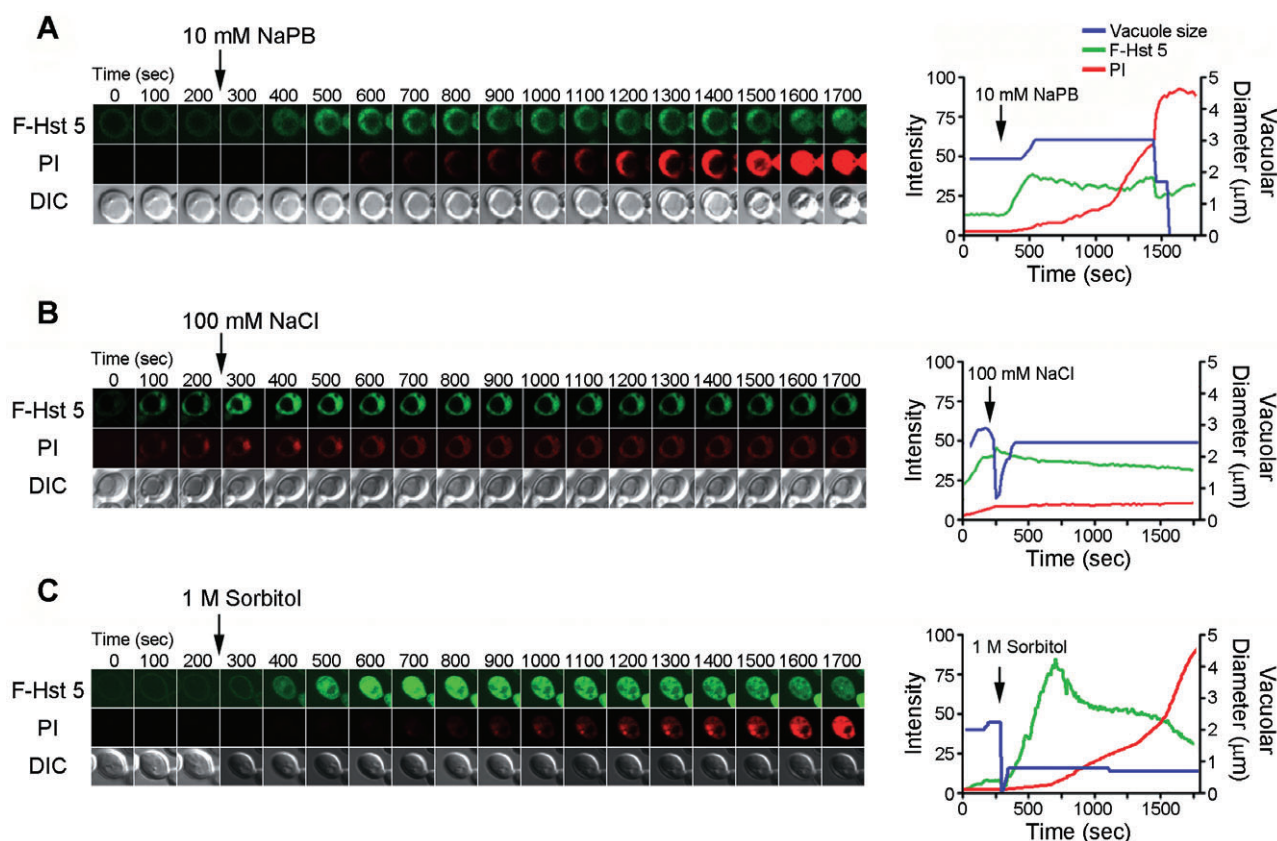 A
10 mM NaPB
Time (sec)
0 100 200 300 400 500 600 700 800 900 1000 1100 1200 1300 1400 1500 1600 1700
F-Hst 5
PI
DIC
Vacuole size
F-Hst 5
PI
10 mM NaPB
100
75
50
25
0
Intensity
5
4
3
2
1
0
Vacuolar
Diameter (μm)
0 500 1000 1500
Time (sec)
B
100 mM NaCl
Time (sec)
0 100 200 300 400 500 600 700 800 900 1000 1100 1200 1300 1400 1500 1600 1700
F-Hst 5
PI
DIC
100 mM NaCl
100
75
50
25
0
Intensity
5
4
3
2
1
0
Vacuolar
Diameter (μm)
0 500 1000 1500
Time (sec)
C
1 M Sorbitol
Time (sec)
0 100 200 300 400 500 600 700 800 900 1000 1100 1200 1300 1400 1500 1600 1700
F-Hst 5
PI
DIC
1 M Sorbitol
100
75
50
25
0
Intensity
5
4
3
2
1
0
Vacuolar
Diameter (μm)
0 500 1000 1500
Time (sec)